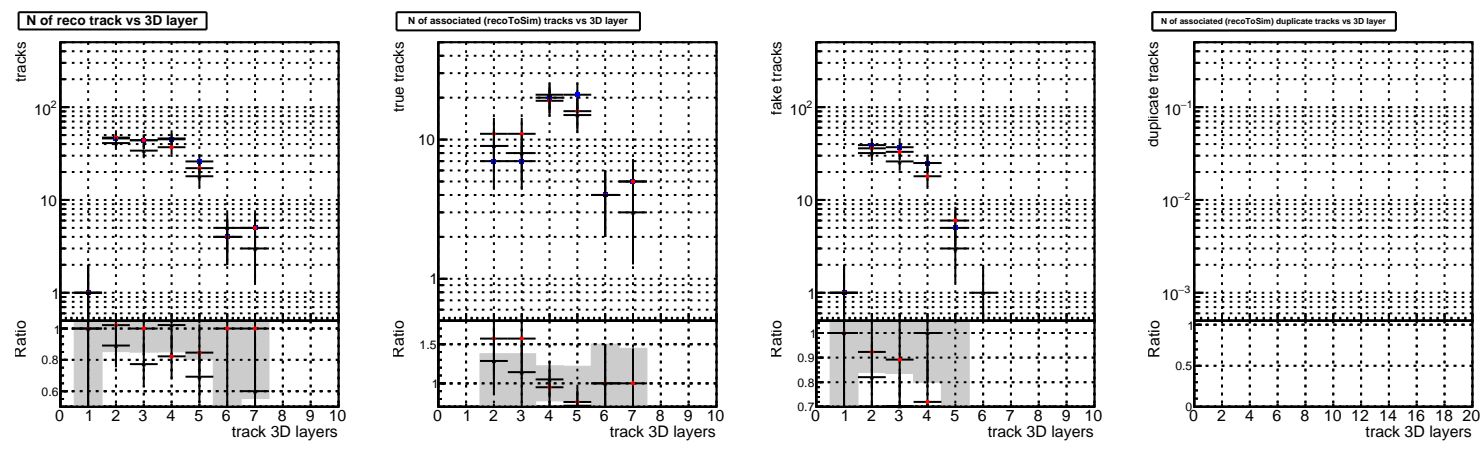 N of reco track vs 3D layer
tracks
10²
10
1
Ratio
1
0.8
0.6
0 1 2 3 4 5 6 7 8 9 10
track 3D layers
N of associated (recoToSim) tracks vs 3D layer
true tracks
10
1
Ratio
1.5
1
0 1 2 3 4 5 6 7 8 9 10
track 3D layers
fake tracks
10²
10
1
Ratio
1
0.9
0.8
0.7
0 1 2 3 4 5 6 7 8 9 10
track 3D layers
N of associated (recoToSim) duplicate tracks vs 3D layer
duplicate tracks
10⁻¹
10⁻²
10⁻³
Ratio
1
0.5
0
0 2 4 6 8 10 12 14 16 18 20
track 3D layers